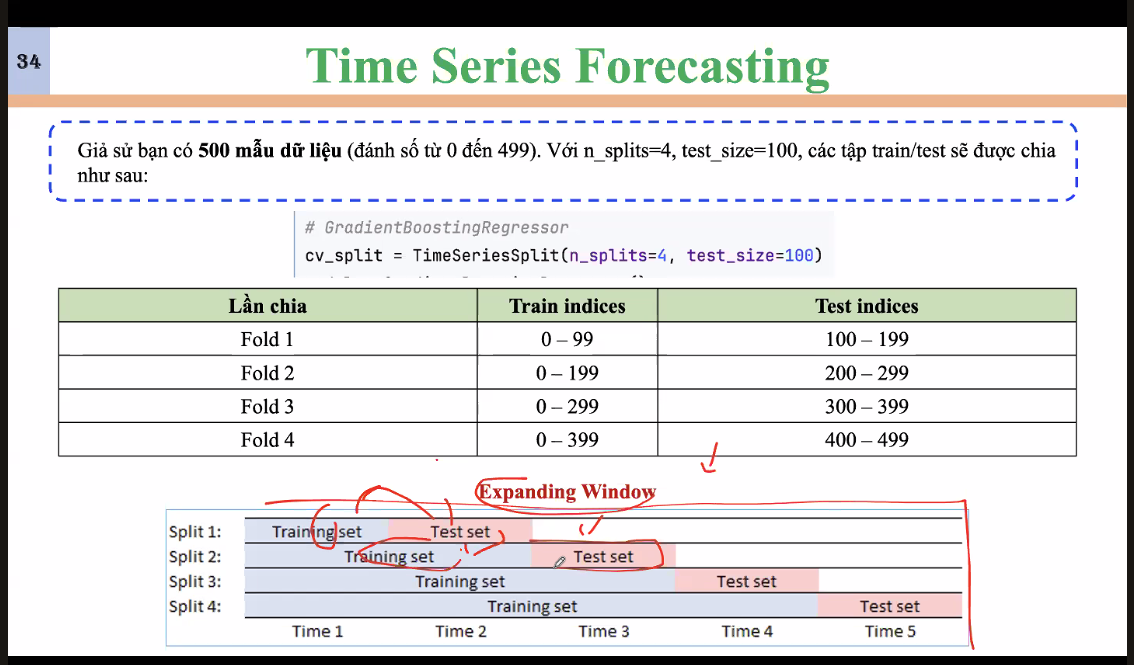 34
Time Series Forecasting
Giả sử bạn có 500 mẫu dữ liệu (đánh số từ 0 đến 499). Với n_splits=4, test_size=100, các tập train/test sẽ được chia
như sau:
# GradientBoostingRegressor
cv_split = TimeSeriesSplit(n_splits=4, test_size=100)
Lần chia Train indices Test indices
Fold 1 0 – 99 100 – 199
Fold 2 0 – 199 200 – 299
Fold 3 0 – 299 300 – 399
Fold 4 0 – 399 400 – 499
Expanding Window
Split 1: Training set Test set
Split 2: Training set Test set
Split 3: Training set Test set
Split 4: Training set Test set
Time 1 Time 2 Time 3 Time 4 Time 5